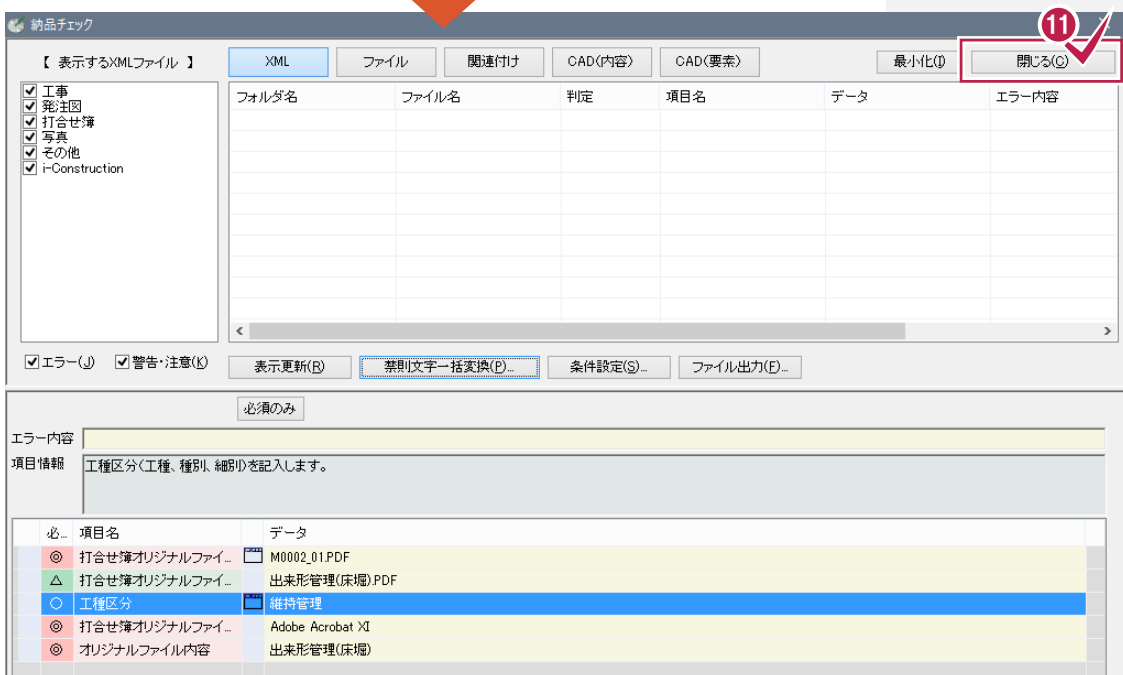 納品チェック
11
【 表示するXMLファイル 】
XML
ファイル
関連付け
CAD(内容)
CAD(要素)
最小化(I)
閉じる(C)
工事
発注図
打合せ簿
写真
その他
i-Construction
フォルダ名
ファイル名
判定
項目名
データ
エラー内容
エラー(J)
警告・注意(K)
表示更新(R)
禁則文字一括変換(P)...
条件設定(S)...
ファイル出力(F)...
必須のみ
エラー内容
項目情報
工種区分(工種、種別、細別)を記入します。
必... 項目名 データ
◎ 打合せ簿オリジナルファイ... M0002_01.PDF
△ 打合せ簿オリジナルファイ... 出来形管理(床堀).PDF
○ 工種区分 維持管理
◎ 打合せ簿オリジナルファイ... Adobe Acrobat XI
◎ オリジナルファイル内容 出来形管理(床堀)